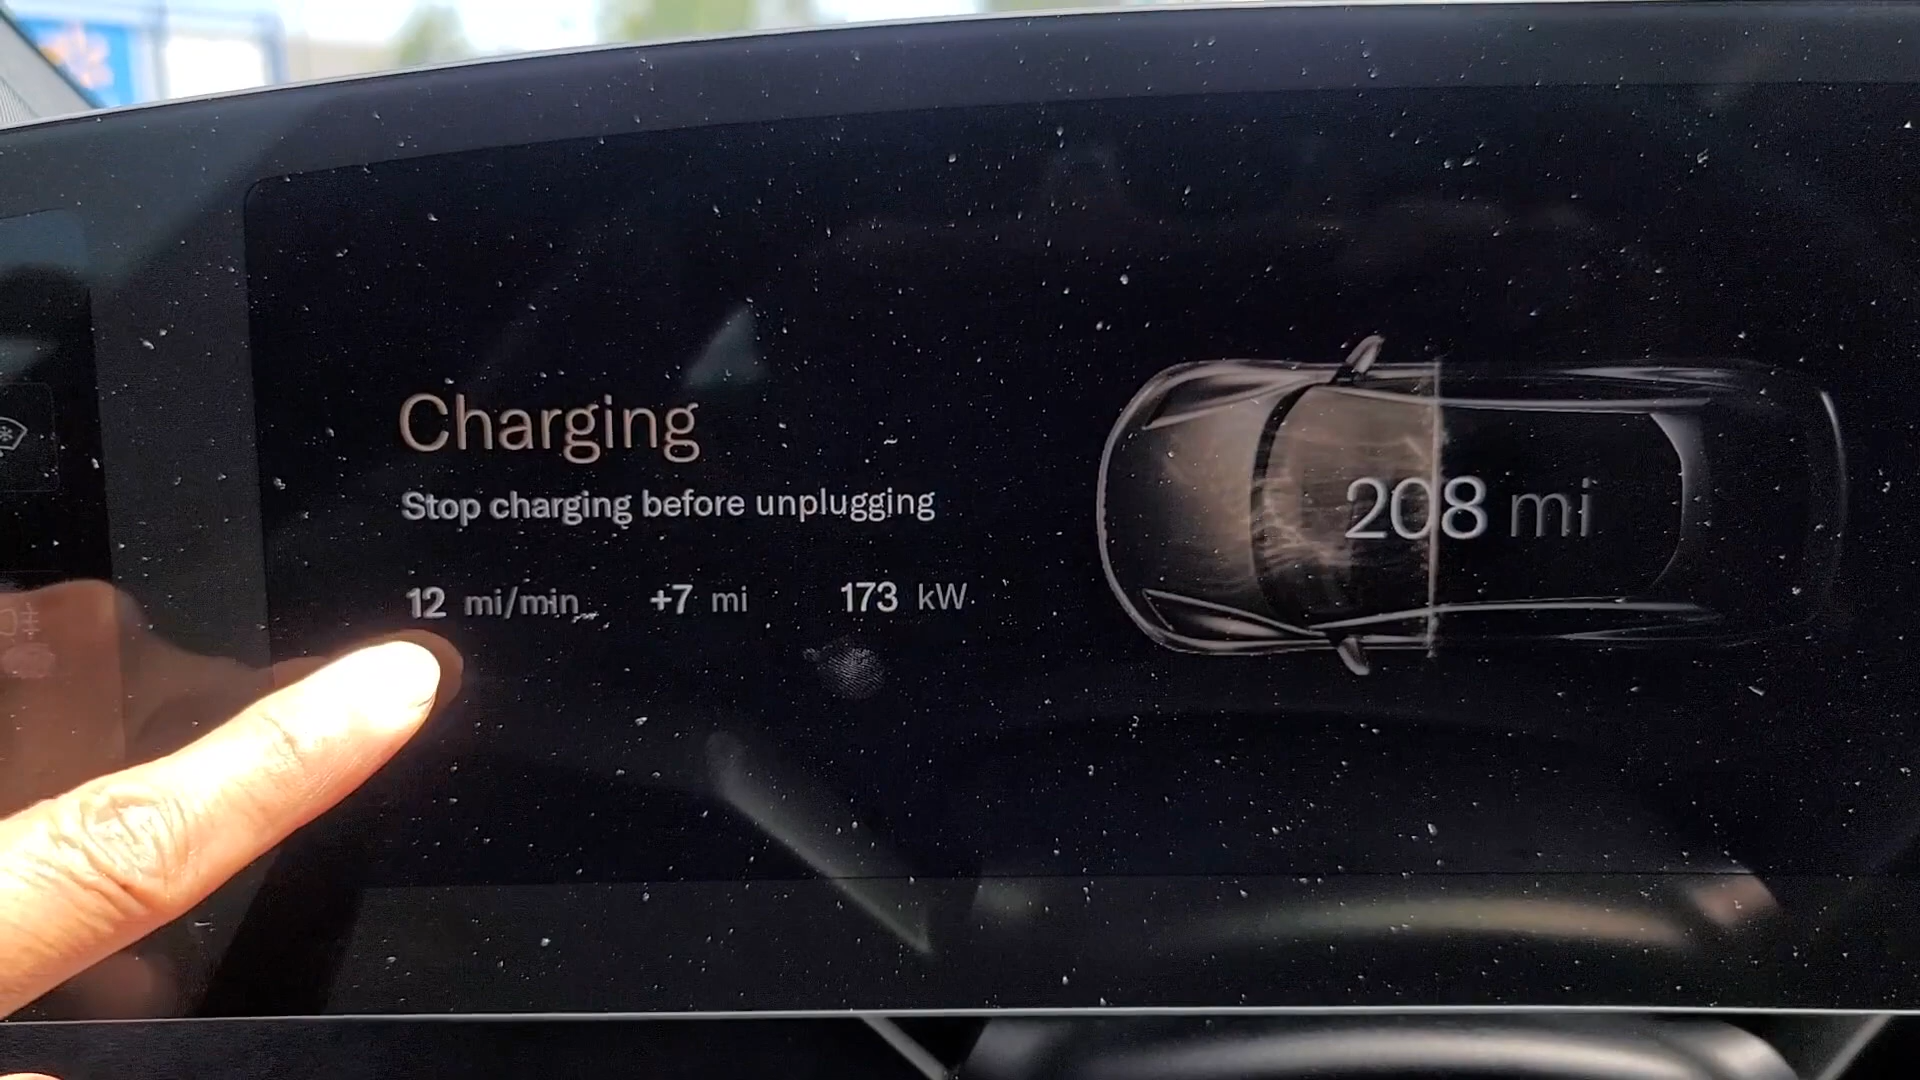 Charging
Stop charging before unplugging
12 mi/min +7 mi 173 kW
208 mi